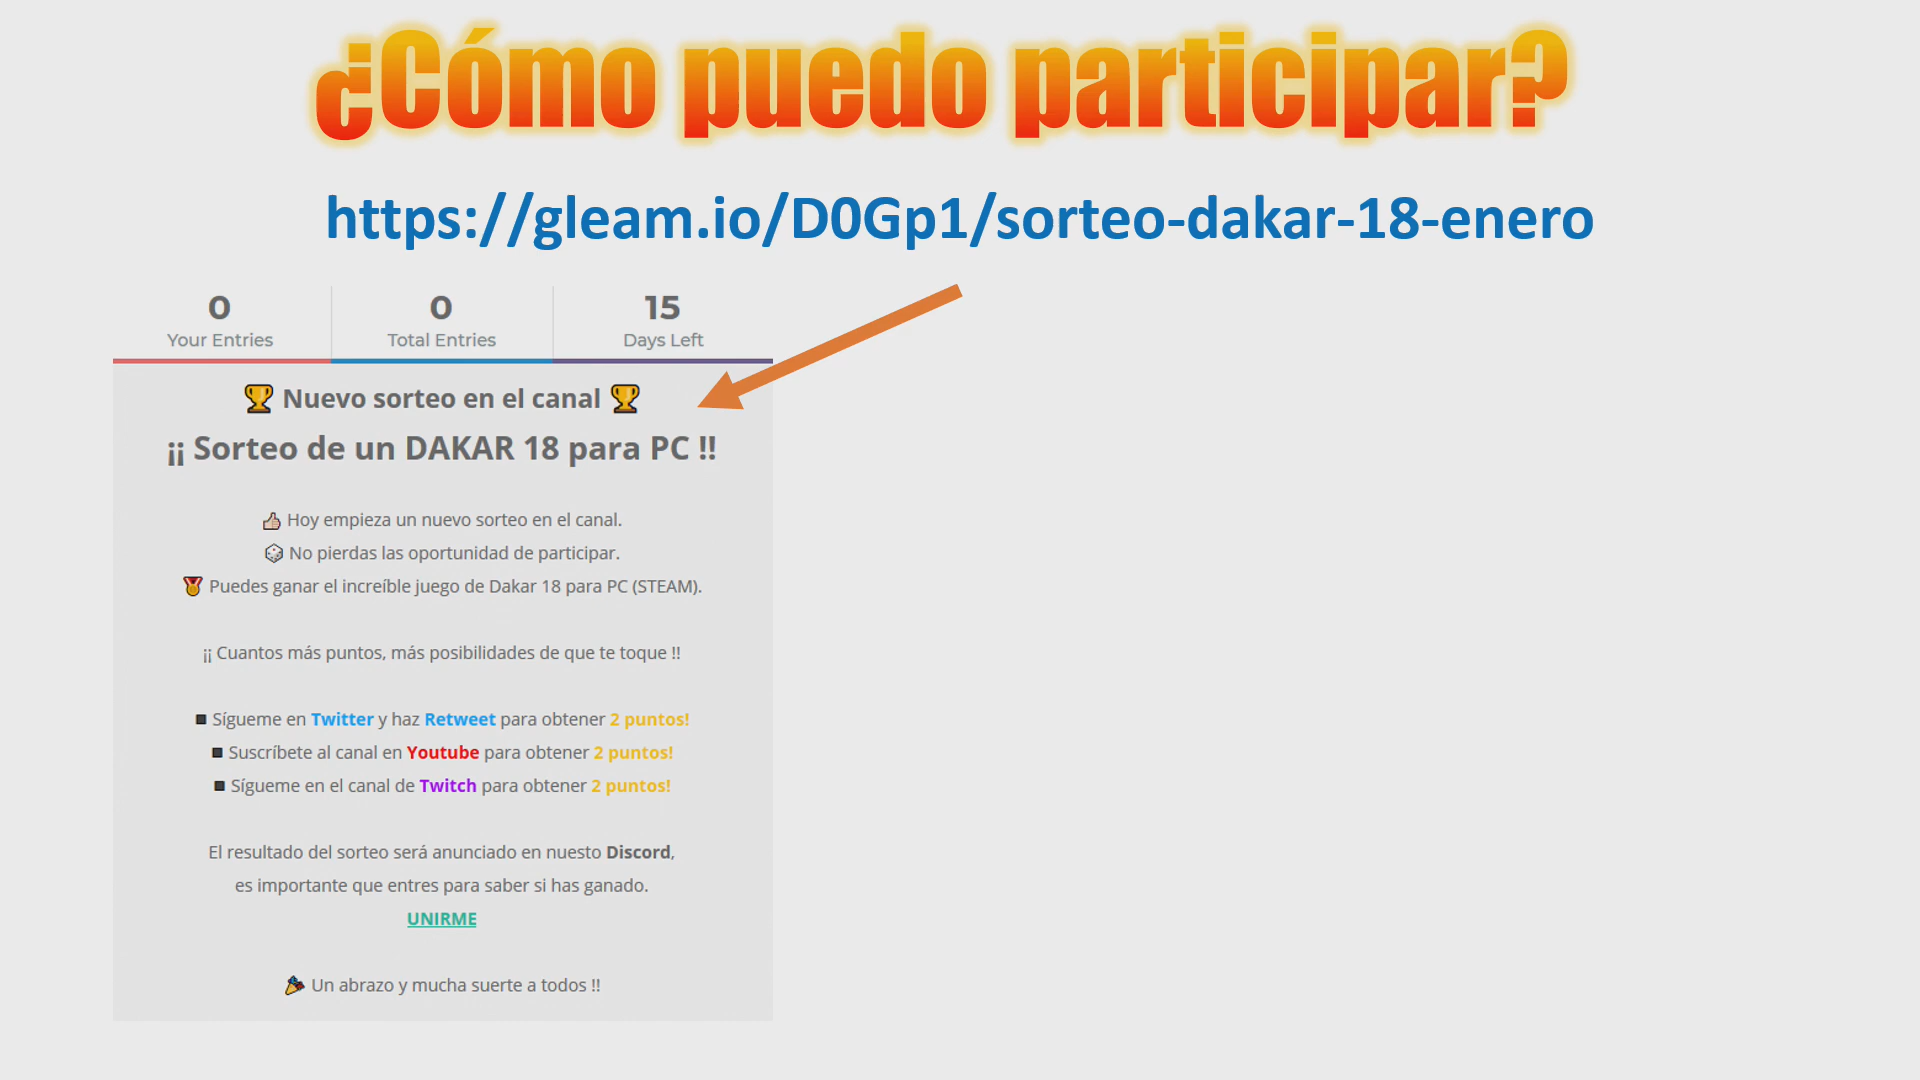 ¿Cómo puedo participar?
https://gleam.io/D0Gp1/sorteo-dakar-18-enero
0 0 15
Your Entries Total Entries Days Left
🏆 Nuevo sorteo en el canal 🏆
¡¡ Sorteo de un DAKAR 18 para PC !!
👍 Hoy empieza un nuevo sorteo en el canal.
🎲 No pierdas las oportunidad de participar.
🏅 Puedes ganar el increíble juego de Dakar 18 para PC (STEAM).
¡¡ Cuantos más puntos, más posibilidades de que te toque !!
▪ Sígueme en Twitter y haz Retweet para obtener 2 puntos!
▪ Suscríbete al canal en Youtube para obtener 2 puntos!
▪ Sígueme en el canal de Twitch para obtener 2 puntos!
El resultado del sorteo será anunciado en nuesto Discord,
es importante que entres para saber si has ganado.
UNIRME
🎉 Un abrazo y mucha suerte a todos !!